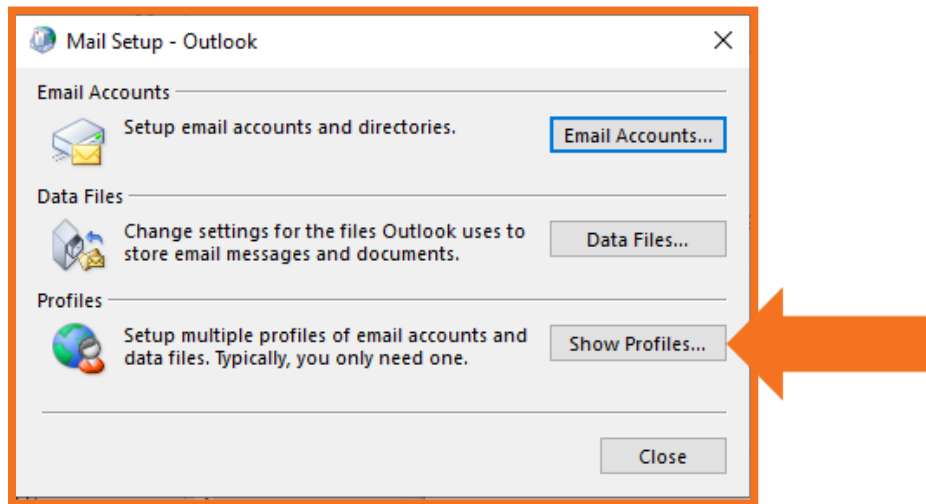 Mail Setup - Outlook
Email Accounts
Setup email accounts and directories.
Email Accounts...
Data Files
Change settings for the files Outlook uses to
store email messages and documents.
Data Files...
Profiles
Setup multiple profiles of email accounts and
data files. Typically, you only need one.
Show Profiles...
Close